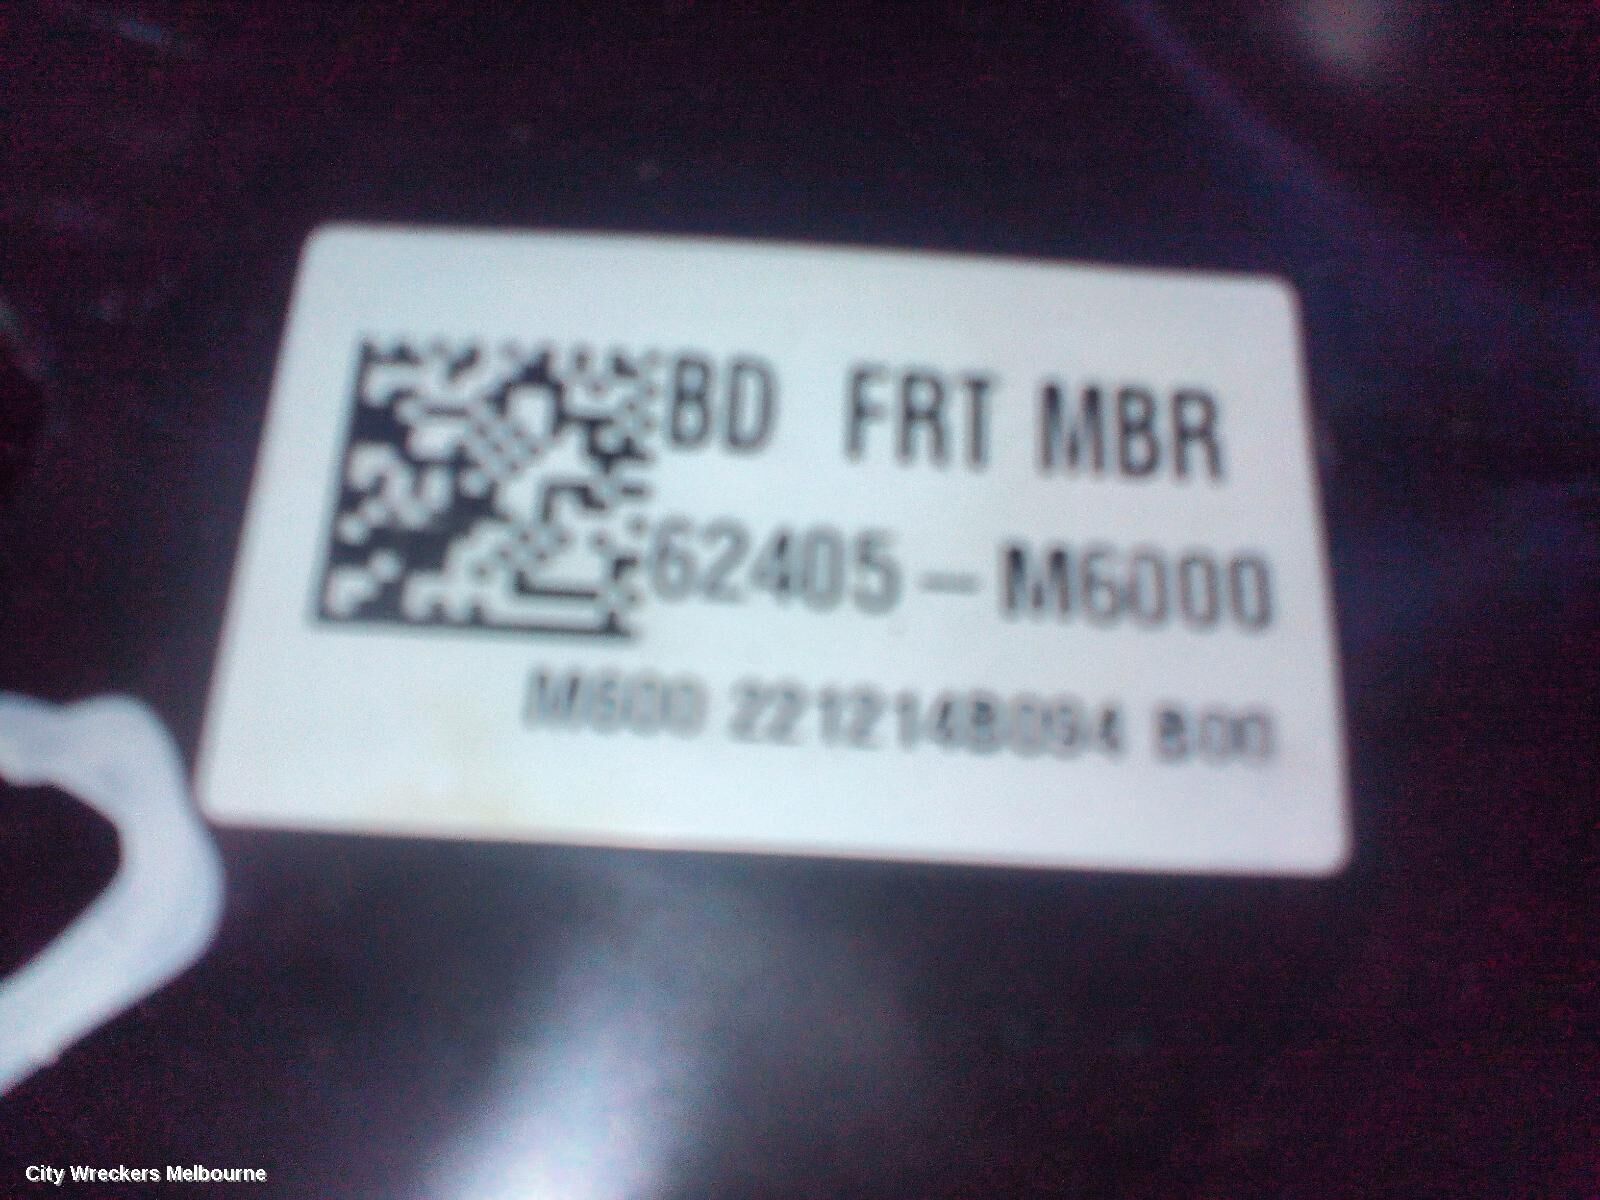 BD FRT MBR
62405-M6000
M600 221214B094 B00
City Wreckers Melbourne